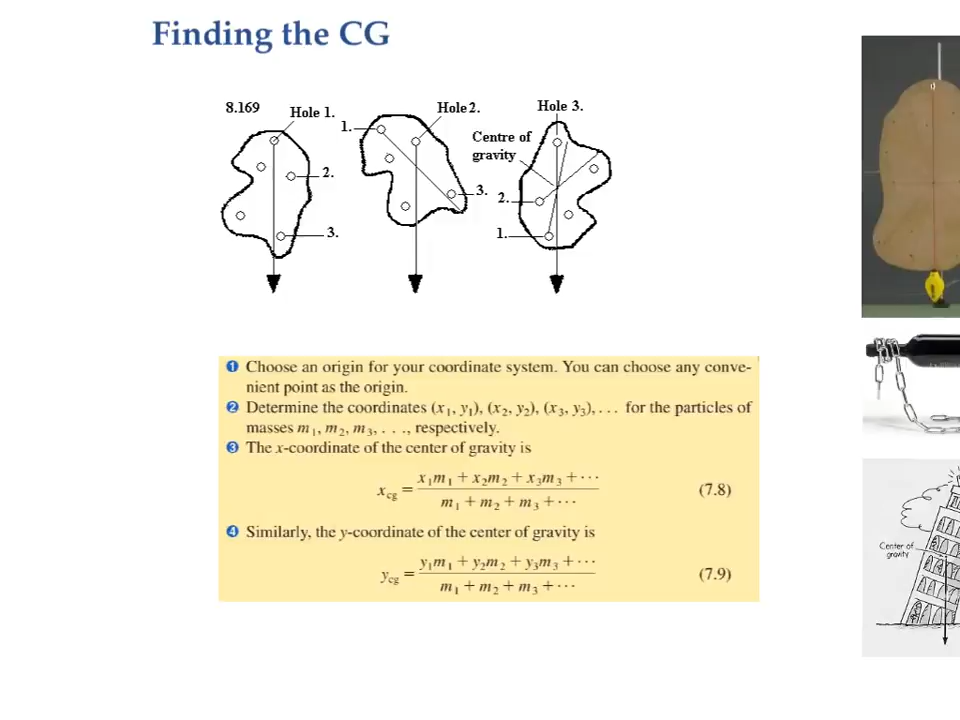 Finding the CG
8.169
Hole 1.
2.
3.
1.
Hole 2.
3.
Hole 3.
Centre of
gravity
2.
1.
❶ Choose an origin for your coordinate system. You can choose any conve-
nient point as the origin.
❷ Determine the coordinates (x₁, y₁), (x₂, y₂), (x₃, y₃), . . . for the particles of
masses m₁, m₂, m₃, . . ., respectively.
❸ The x-coordinate of the center of gravity is
x_cg = (x₁m₁ + x₂m₂ + x₃m₃ + ···) / (m₁ + m₂ + m₃ + ···) (7.8)
❹ Similarly, the y-coordinate of the center of gravity is
y_cg = (y₁m₁ + y₂m₂ + y₃m₃ + ···) / (m₁ + m₂ + m₃ + ···) (7.9)
Center of
gravity